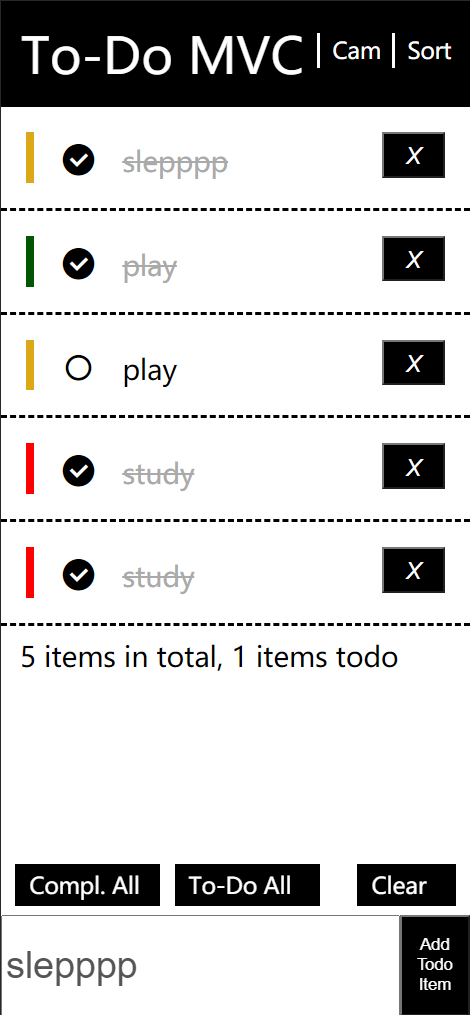 To-Do MVC Cam Sort
slepppp X
play X
play X
study X
study X
5 items in total, 1 items todo
Compl. All To-Do All Clear
slepppp
Add
Todo
Item